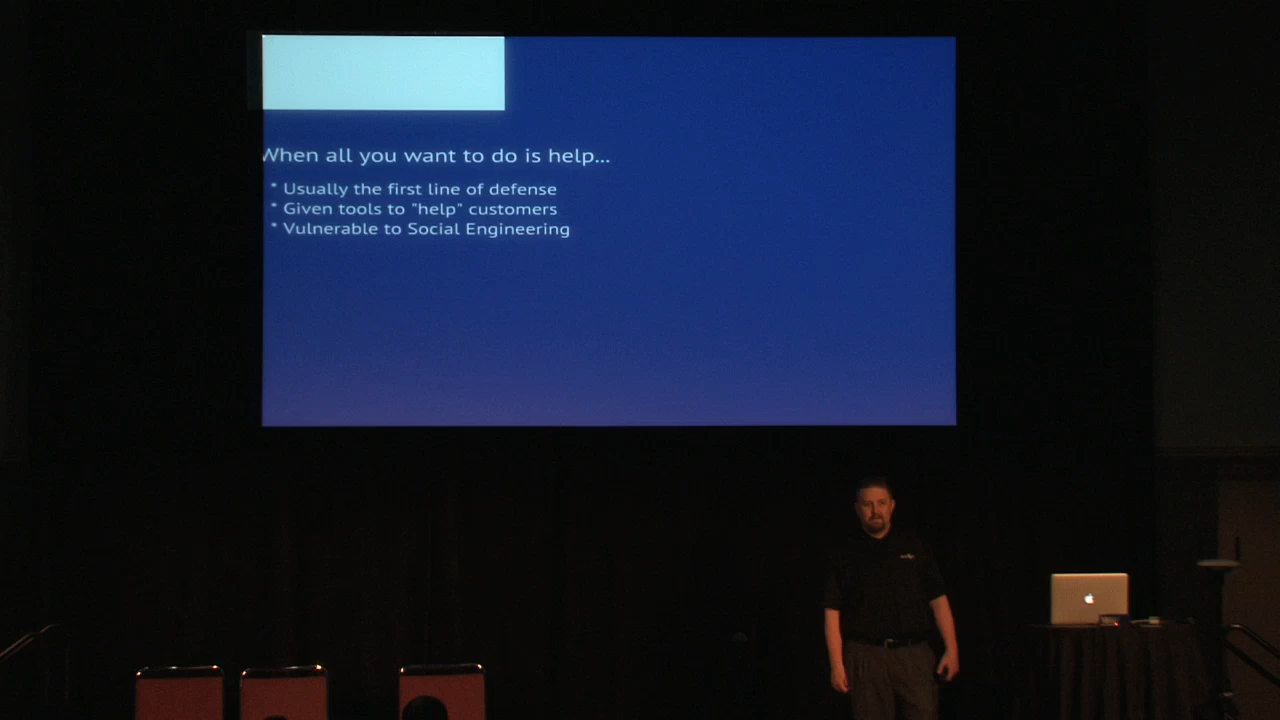 When all you want to do is help...
* Usually the first line of defense
* Given tools to "help" customers
* Vulnerable to Social Engineering